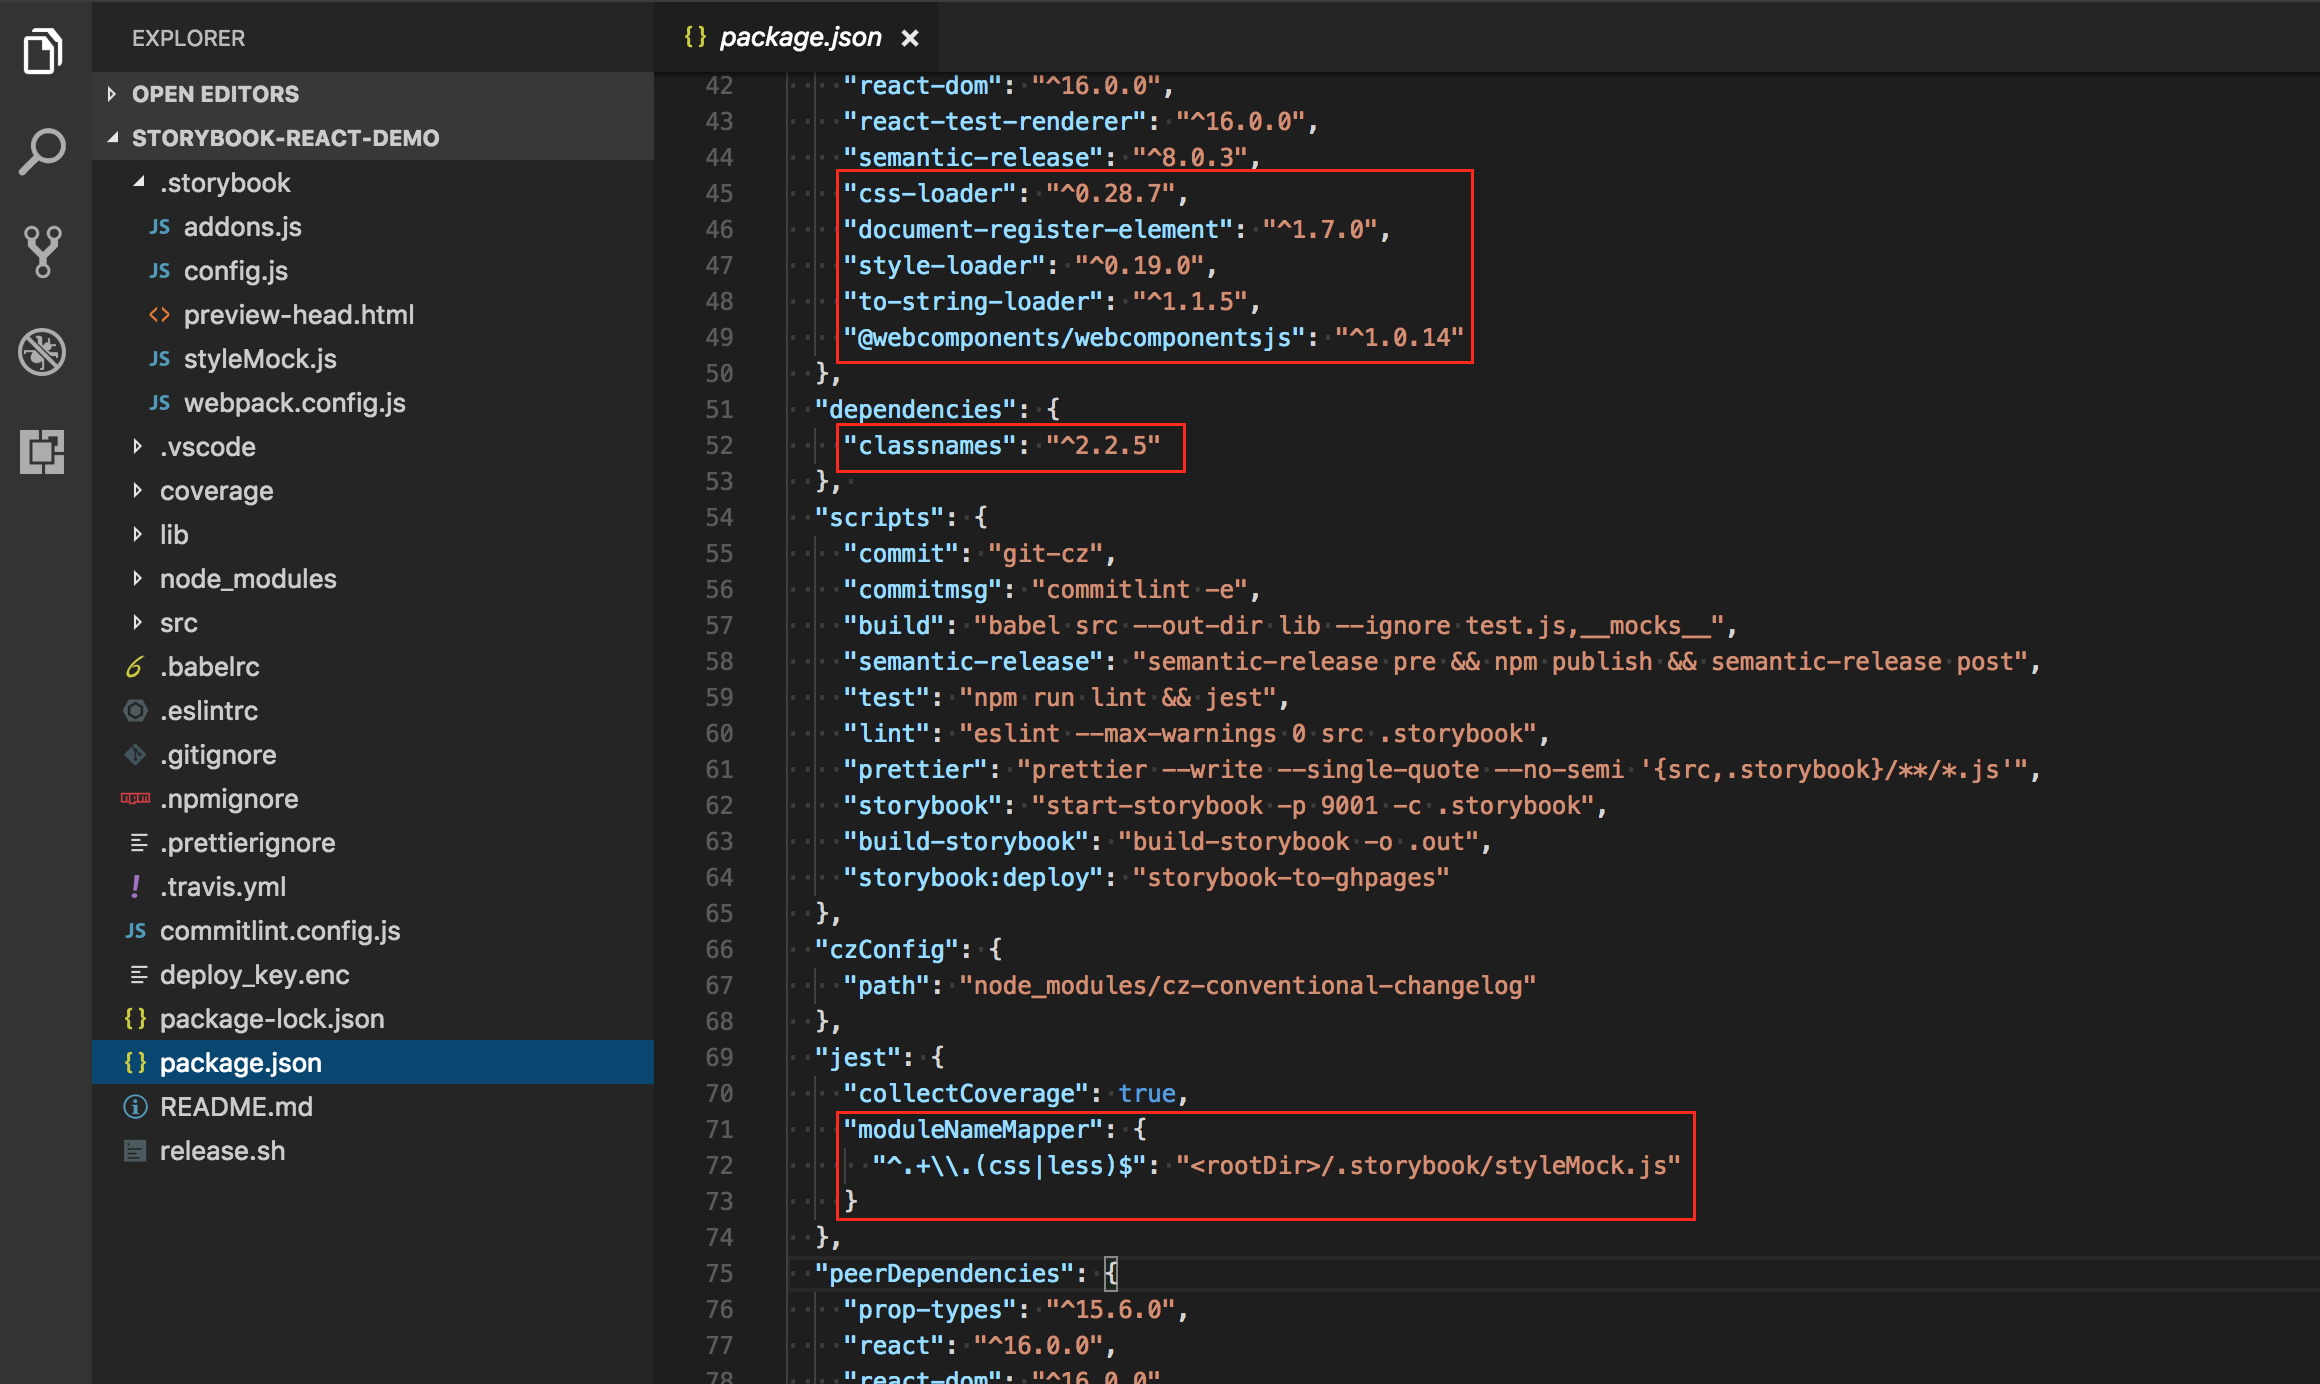 EXPLORER
OPEN EDITORS
STORYBOOK-REACT-DEMO
.storybook
JS addons.js
JS config.js
<> preview-head.html
JS styleMock.js
JS webpack.config.js
.vscode
coverage
lib
node_modules
src
.babelrc
.eslintrc
.gitignore
.npmignore
.prettierignore
! .travis.yml
JS commitlint.config.js
deploy_key.enc
{} package-lock.json
{} package.json
README.md
release.sh
{} package.json ×
42 "react-dom": "^16.0.0",
43 "react-test-renderer": "^16.0.0",
44 "semantic-release": "^8.0.3",
45 "css-loader": "^0.28.7",
46 "document-register-element": "^1.7.0",
47 "style-loader": "^0.19.0",
48 "to-string-loader": "^1.1.5",
49 "@webcomponents/webcomponentsjs": "^1.0.14"
50 },
51 "dependencies": {
52 "classnames": "^2.2.5"
53 },
54 "scripts": {
55 "commit": "git-cz",
56 "commitmsg": "commitlint -e",
57 "build": "babel src --out-dir lib --ignore test.js,__mocks__",
58 "semantic-release": "semantic-release pre && npm publish && semantic-release post",
59 "test": "npm run lint && jest",
60 "lint": "eslint --max-warnings 0 src .storybook",
61 "prettier": "prettier --write --single-quote --no-semi '{src,.storybook}/**/*.js'",
62 "storybook": "start-storybook -p 9001 -c .storybook",
63 "build-storybook": "build-storybook -o .out",
64 "storybook:deploy": "storybook-to-ghpages"
65 },
66 "czConfig": {
67 "path": "node_modules/cz-conventional-changelog"
68 },
69 "jest": {
70 "collectCoverage": true,
71 "moduleNameMapper": {
72 "^.+\\.(css|less)$": "<rootDir>/.storybook/styleMock.js"
73 }
74 },
75 "peerDependencies": {
76 "prop-types": "^15.6.0",
77 "react": "^16.0.0",
78 "react-dom": "^16.0.0"